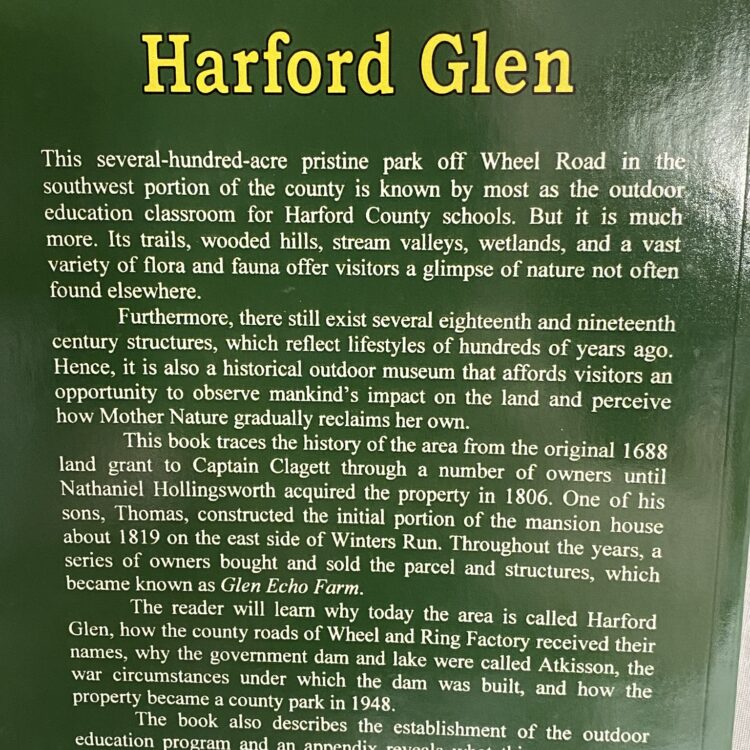 Harford Glen
This several-hundred-acre pristine park off Wheel Road in the
southwest portion of the county is known by most as the outdoor
education classroom for Harford County schools. But it is much
more. Its trails, wooded hills, stream valleys, wetlands, and a vast
variety of flora and fauna offer visitors a glimpse of nature not often
found elsewhere.
Furthermore, there still exist several eighteenth and nineteenth
century structures, which reflect lifestyles of hundreds of years ago.
Hence, it is also a historical outdoor museum that affords visitors an
opportunity to observe mankind's impact on the land and perceive
how Mother Nature gradually reclaims her own.
This book traces the history of the area from the original 1688
land grant to Captain Clagett through a number of owners until
Nathaniel Hollingsworth acquired the property in 1806. One of his
sons, Thomas, constructed the initial portion of the mansion house
about 1819 on the east side of Winters Run. Throughout the years, a
series of owners bought and sold the parcel and structures, which
became known as Glen Echo Farm.
The reader will learn why today the area is called Harford
Glen, how the county roads of Wheel and Ring Factory received their
names, why the government dam and lake were called Atkisson, the
war circumstances under which the dam was built, and how the
property became a county park in 1948.
The book also describes the establishment of the outdoor
education program and an appendix reveals what